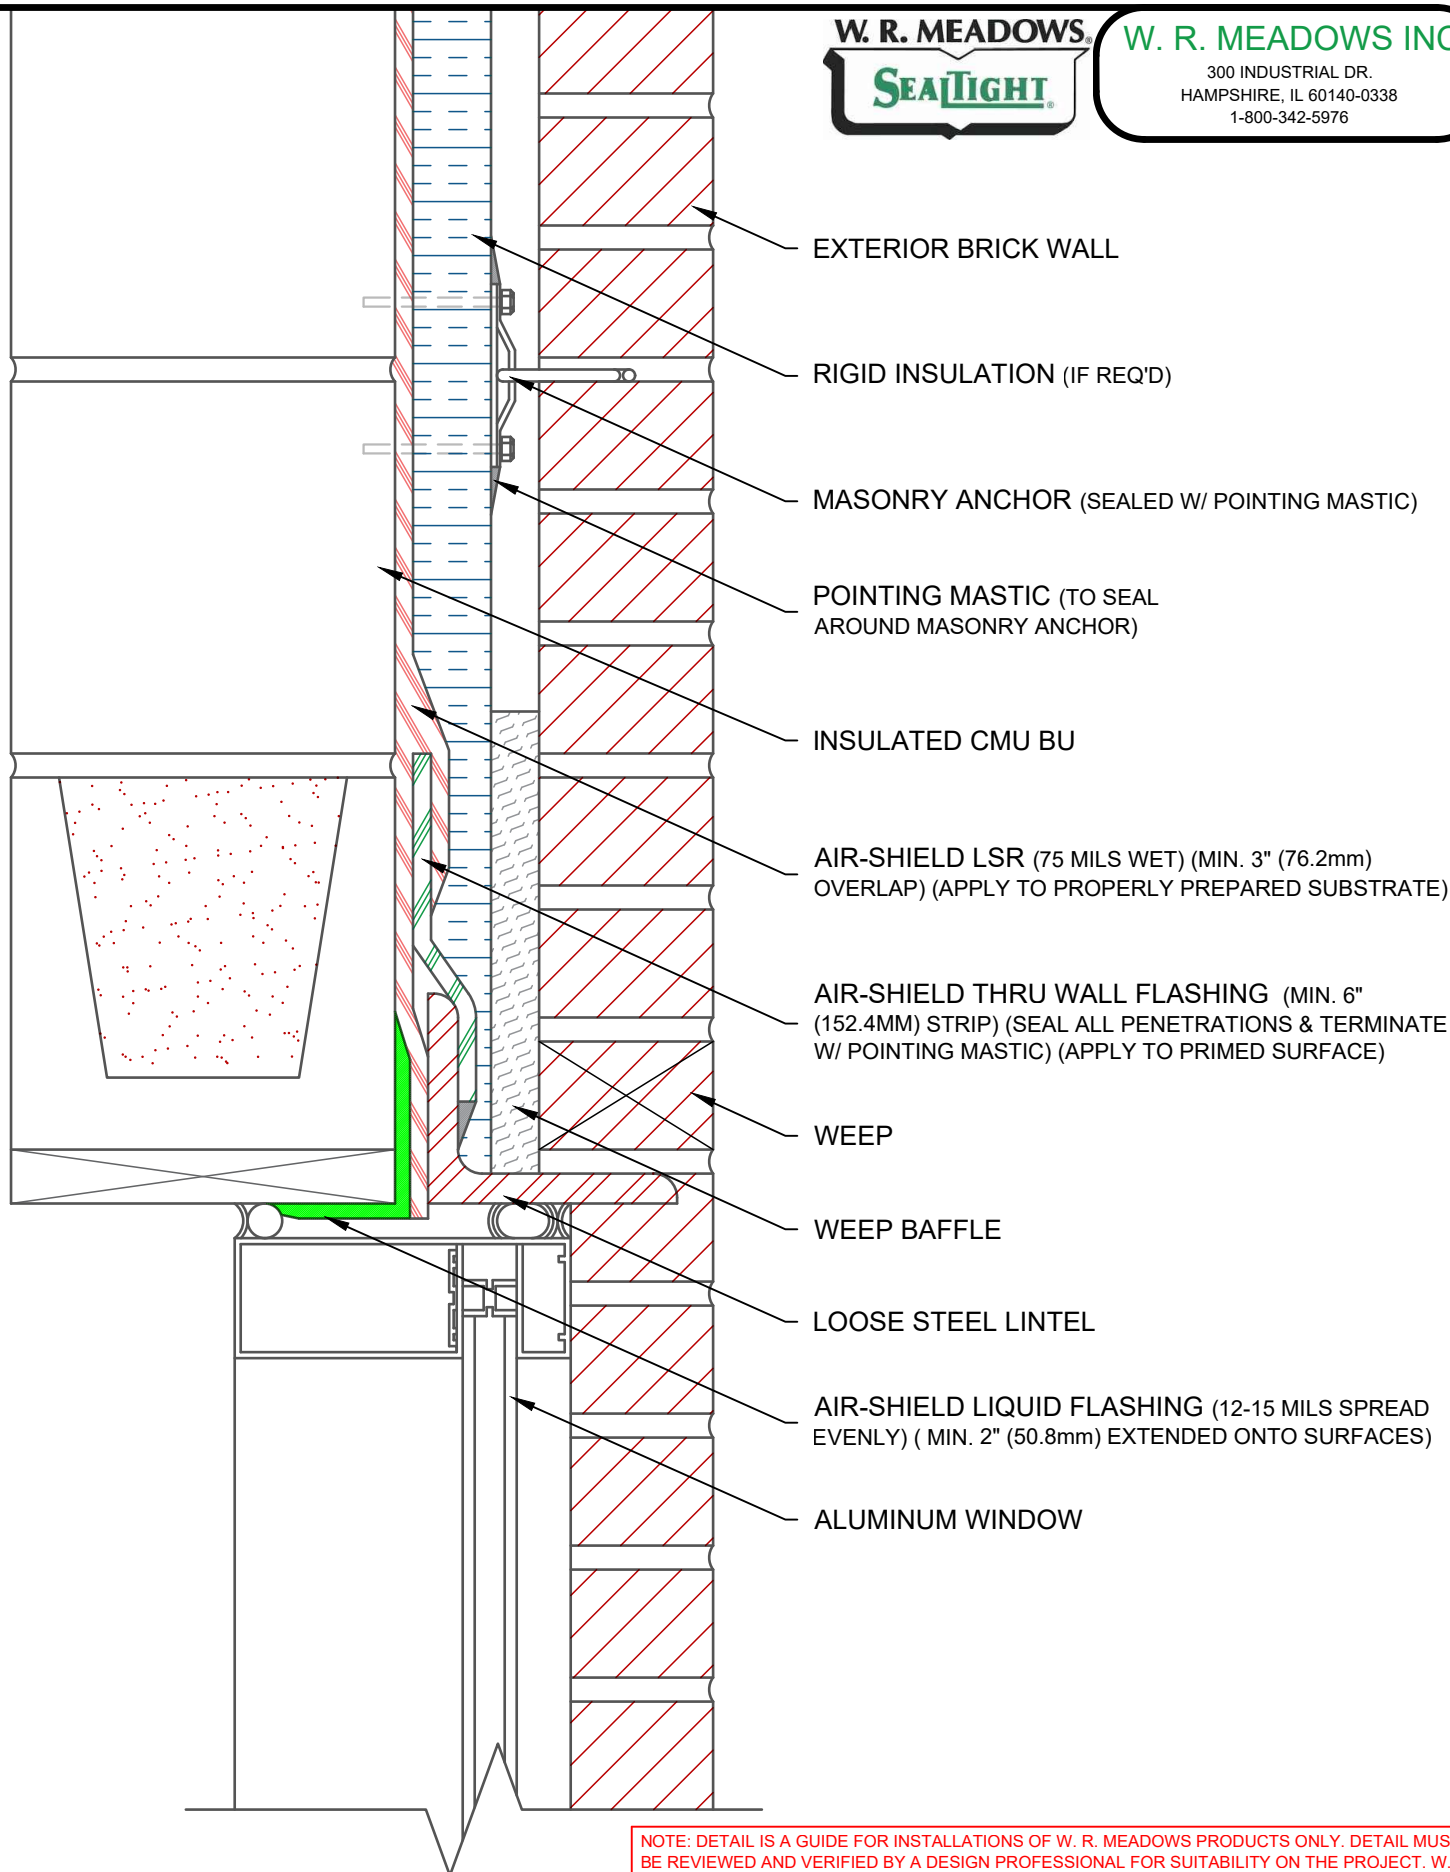 W. R. MEADOWS®
SEALTIGHT®
W. R. MEADOWS INC
300 INDUSTRIAL DR.
HAMPSHIRE, IL 60140-0338
1-800-342-5976
EXTERIOR BRICK WALL
RIGID INSULATION (IF REQ'D)
MASONRY ANCHOR (SEALED W/ POINTING MASTIC)
POINTING MASTIC (TO SEAL
AROUND MASONRY ANCHOR)
INSULATED CMU BU
AIR-SHIELD LSR (75 MILS WET) (MIN. 3" (76.2mm)
OVERLAP) (APPLY TO PROPERLY PREPARED SUBSTRATE)
AIR-SHIELD THRU WALL FLASHING (MIN. 6"
(152.4MM) STRIP) (SEAL ALL PENETRATIONS & TERMINATE
W/ POINTING MASTIC) (APPLY TO PRIMED SURFACE)
WEEP
WEEP BAFFLE
LOOSE STEEL LINTEL
AIR-SHIELD LIQUID FLASHING (12-15 MILS SPREAD
EVENLY) ( MIN. 2" (50.8mm) EXTENDED ONTO SURFACES)
ALUMINUM WINDOW
NOTE: DETAIL IS A GUIDE FOR INSTALLATIONS OF W. R. MEADOWS PRODUCTS ONLY. DETAIL MUS
BE REVIEWED AND VERIFIED BY A DESIGN PROFESSIONAL FOR SUITABILITY ON THE PROJECT. W.